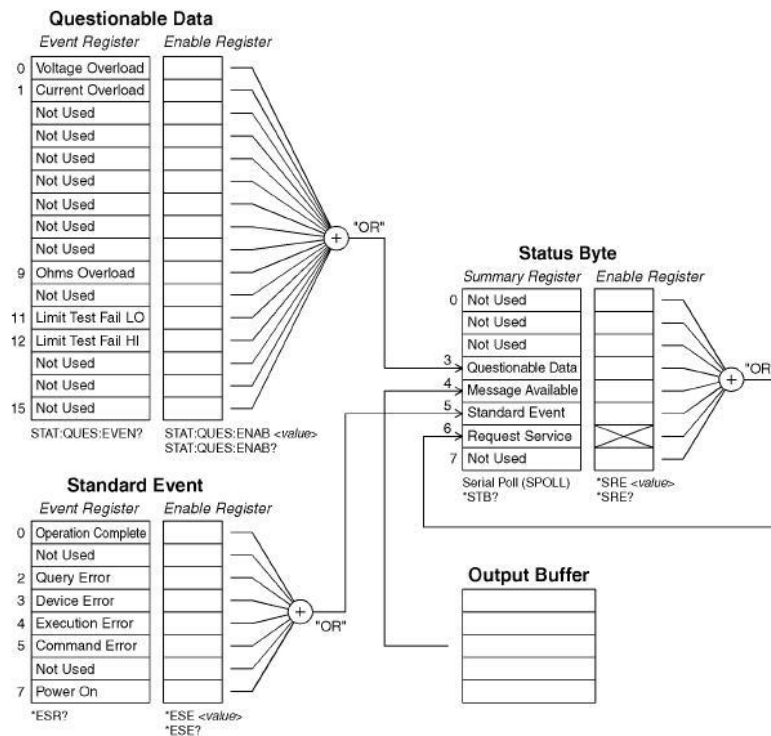 Questionable Data
Event Register Enable Register
0 Voltage Overload
1 Current Overload
Not Used
Not Used
Not Used
Not Used
Not Used
Not Used
Not Used
9 Ohms Overload
Not Used
11 Limit Test Fail LO
12 Limit Test Fail HI
Not Used
Not Used
15 Not Used
+ "OR"
STAT:QUES:EVEN? STAT:QUES:ENAB <value>
STAT:QUES:ENAB?
Status Byte
Summary Register Enable Register
0 Not Used
Not Used
Not Used
3 Questionable Data
4 Message Available
5 Standard Event
6 Request Service
7 Not Used
+ "OR
Serial Poll (SPOLL) *SRE <value>
*STB? *SRE?
Standard Event
Event Register Enable Register
0 Operation Complete
Not Used
2 Query Error
3 Device Error
4 Execution Error
5 Command Error
Not Used
7 Power On
+ "OR"
*ESR? *ESE <value>
*ESE?
Output Buffer